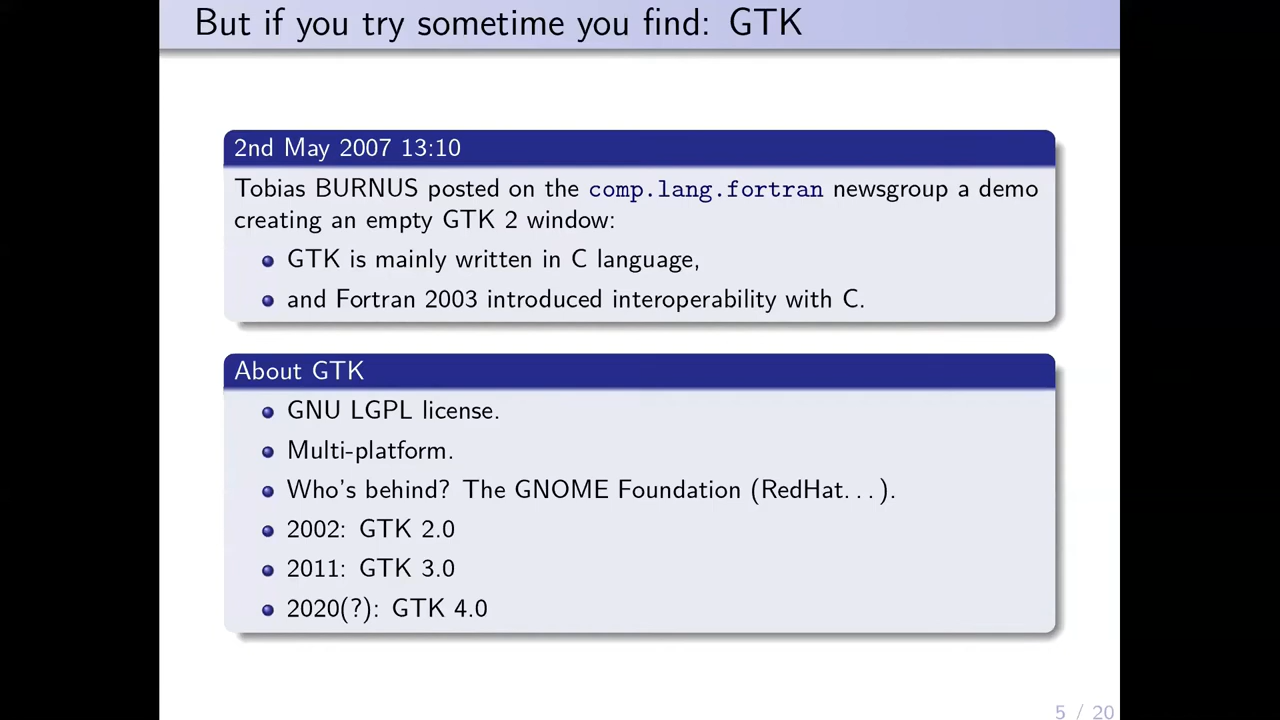 But if you try sometime you find: GTK
2nd May 2007 13:10
Tobias BURNUS posted on the comp.lang.fortran newsgroup a demo
creating an empty GTK 2 window:
GTK is mainly written in C language,
and Fortran 2003 introduced interoperability with C.
About GTK
GNU LGPL license.
Multi-platform.
Who's behind? The GNOME Foundation (RedHat...).
2002: GTK 2.0
2011: GTK 3.0
2020(?): GTK 4.0
5 / 20